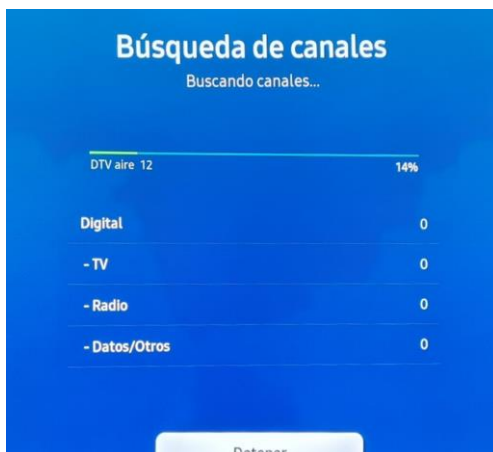 Búsqueda de canales
Buscando canales...
DTV aire 12 14%
Digital 0
- TV 0
- Radio 0
- Datos/Otros 0